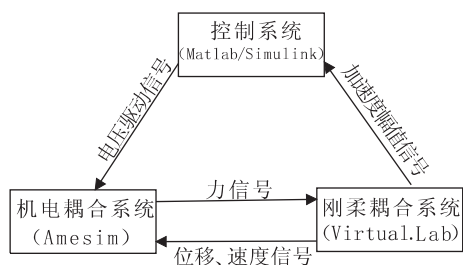 控制系统
(Matlab/Simulink)
电压驱动信号
加速度幅值信号
机电耦合系统
(Amesim)
力信号
刚柔耦合系统
(Virtual.Lab)
位移、速度信号